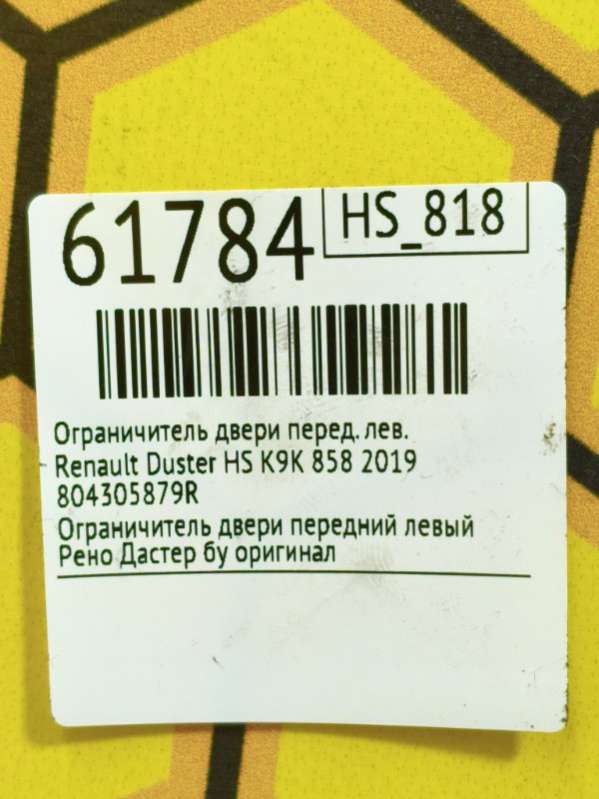 61784
HS_818
Ограничитель двери перед. лев.
Renault Duster HS K9K 858 2019
804305879R
Ограничитель двери передний левый
Рено Дастер бу оригинал